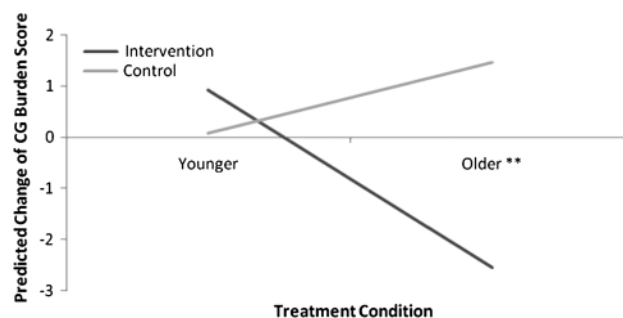 Predicted Change of CG Burden Score
2
1
0
-1
-2
-3
Intervention
Control
Younger
Older **
Treatment Condition